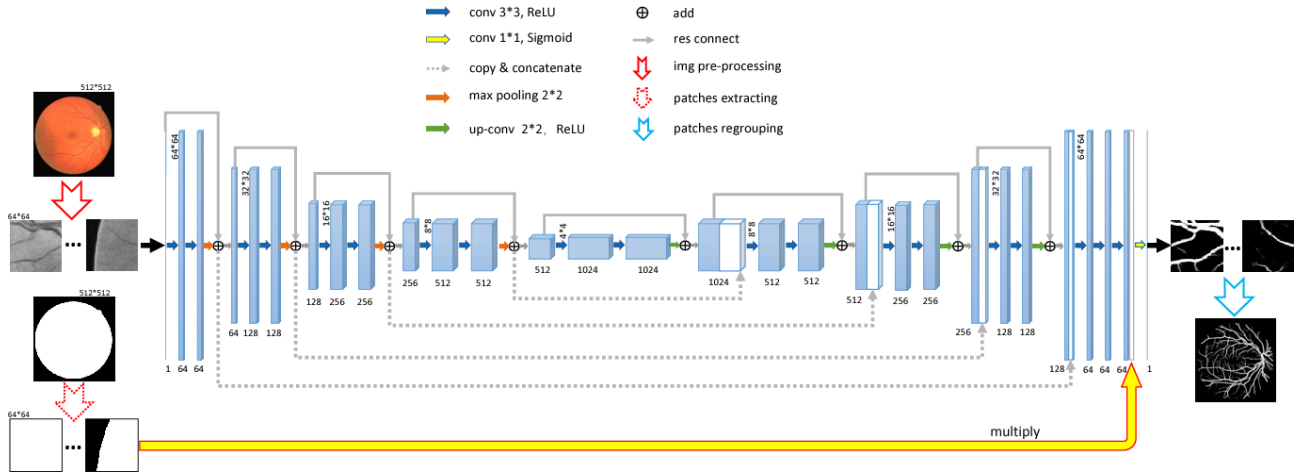 conv 3*3, ReLU
conv 1*1, Sigmoid
copy & concatenate
max pooling 2*2
up-conv 2*2, ReLU
add
res connect
img pre-processing
patches extracting
patches regrouping
512*512
64*64
512*512
64*64
64*64
32*32
16*16
8*8
4*4
8*8
16*16
32*32
64*64
1 64 64
64 128 128
128 256 256
256 512 512
512 1024 1024
1024 512 512
512 256 256
256 128 128
128 64 64 64 1
multiply